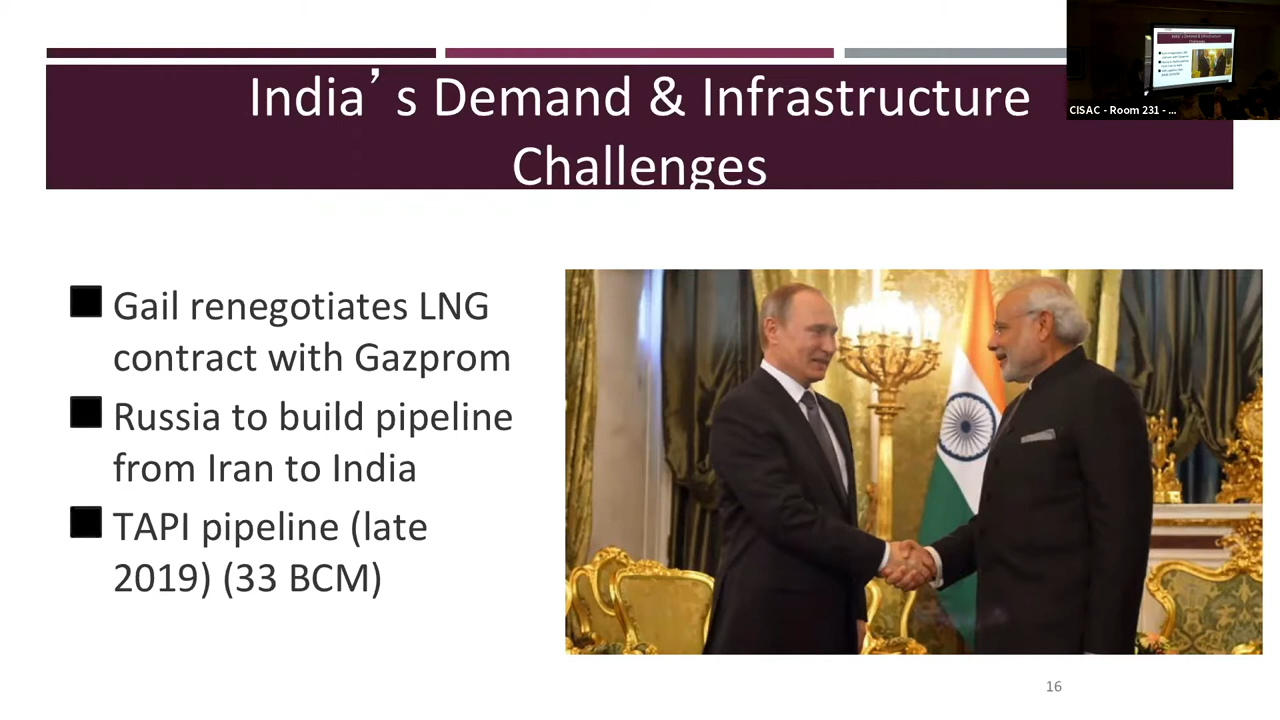 India’s Demand & Infrastructure
Challenges
CISAC - Room 231 - ...
Gail renegotiates LNG
contract with Gazprom
Russia to build pipeline
from Iran to India
TAPI pipeline (late
2019) (33 BCM)
16